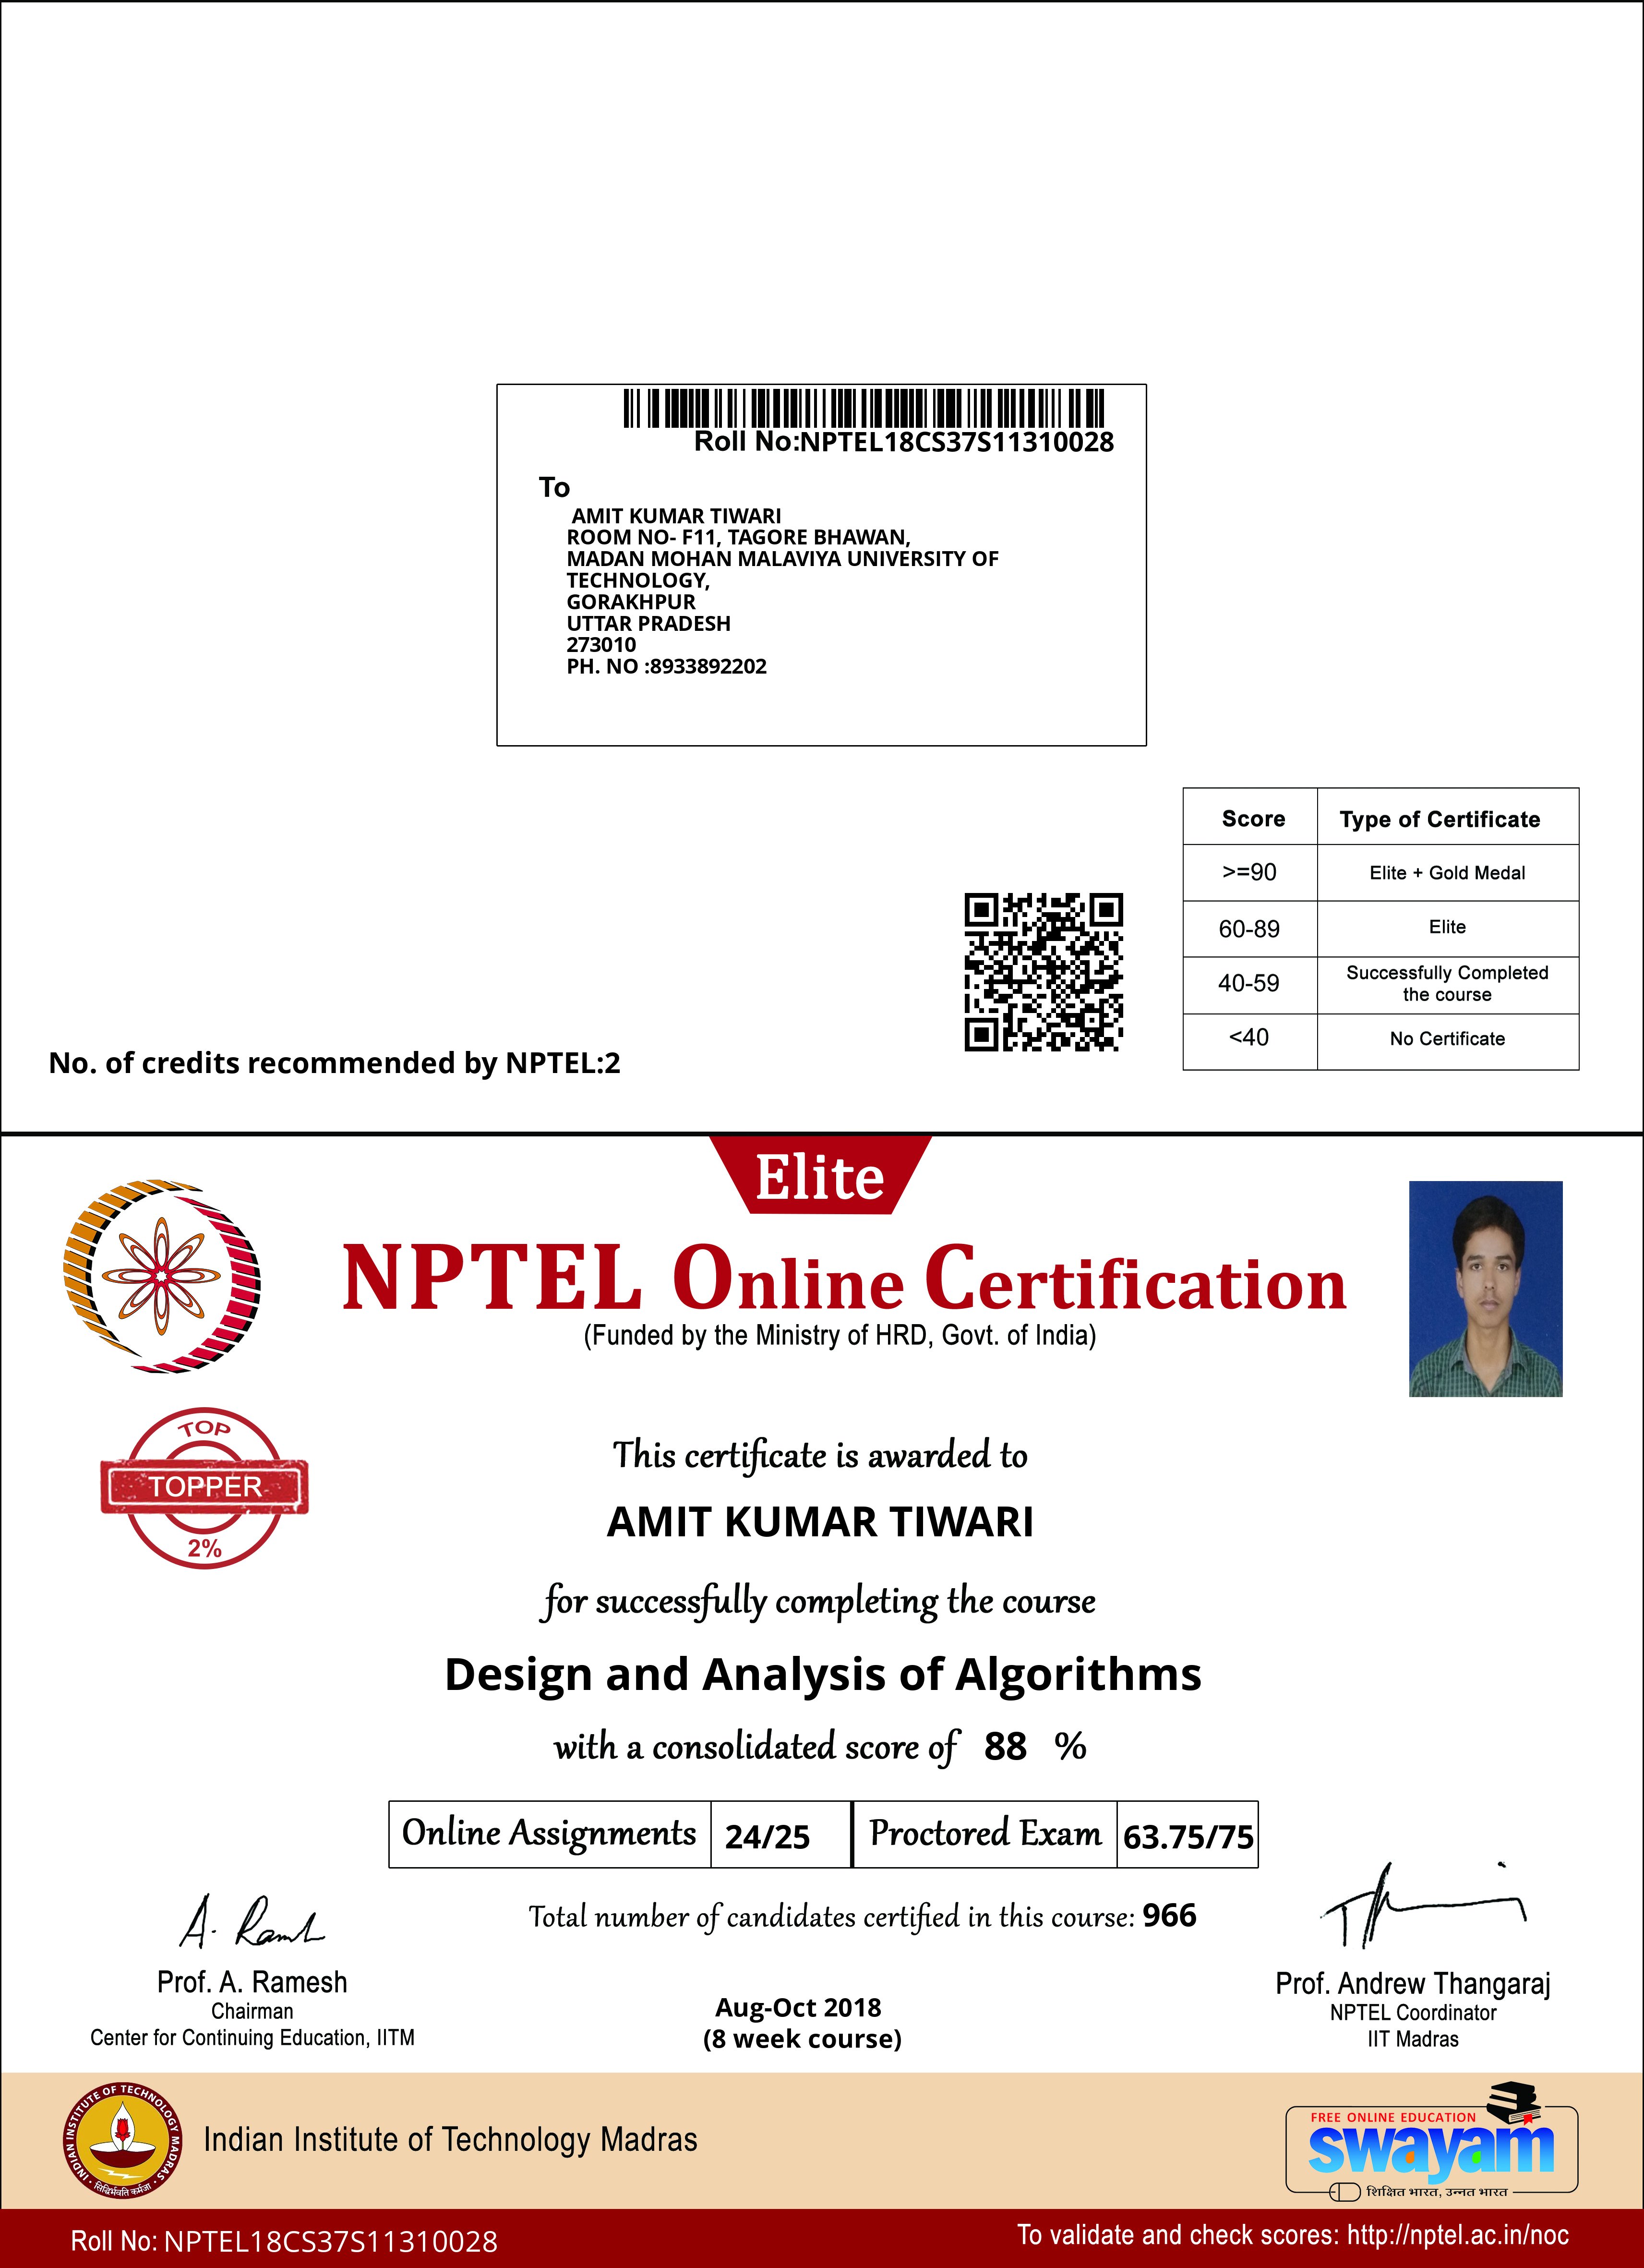 Roll No:NPTEL18CS37S11310028
To
AMIT KUMAR TIWARI
ROOM NO- F11, TAGORE BHAWAN,
MADAN MOHAN MALAVIYA UNIVERSITY OF
TECHNOLOGY,
GORAKHPUR
UTTAR PRADESH
273010
PH. NO :8933892202
Score Type of Certificate
>=90 Elite + Gold Medal
60-89 Elite
40-59 Successfully Completed
the course
<40 No Certificate
No. of credits recommended by NPTEL:2
Elite
NPTEL Online Certification
(Funded by the Ministry of HRD, Govt. of India)
TOP
TOPPER
2%
This certificate is awarded to
AMIT KUMAR TIWARI
for successfully completing the course
Design and Analysis of Algorithms
with a consolidated score of 88 %
Online Assignments 24/25 Proctored Exam 63.75/75
Total number of candidates certified in this course: 966
A. Ramesh
Prof. A. Ramesh
Chairman
Center for Continuing Education, IITM
Aug-Oct 2018
(8 week course)
Prof. Andrew Thangaraj
NPTEL Coordinator
IIT Madras
INDIAN INSTITUTE OF TECHNOLOGY MADRAS
सिद्धिर्भवति कर्मजा
Indian Institute of Technology Madras
FREE ONLINE EDUCATION
swayam
शिक्षित भारत, उन्नत भारत
Roll No: NPTEL18CS37S11310028
To validate and check scores: http://nptel.ac.in/noc